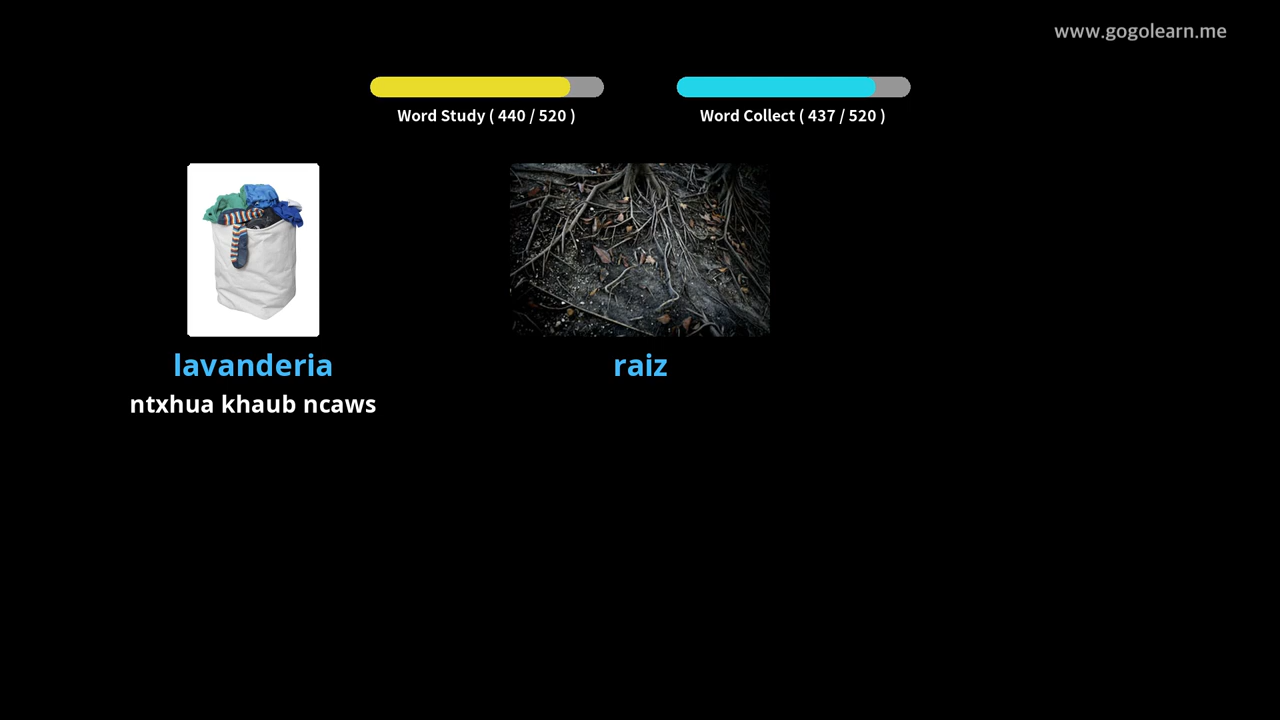 www.gogolearn.me
Word Study ( 440 / 520 )
Word Collect ( 437 / 520 )
lavanderia
ntxhua khaub ncaws
raiz